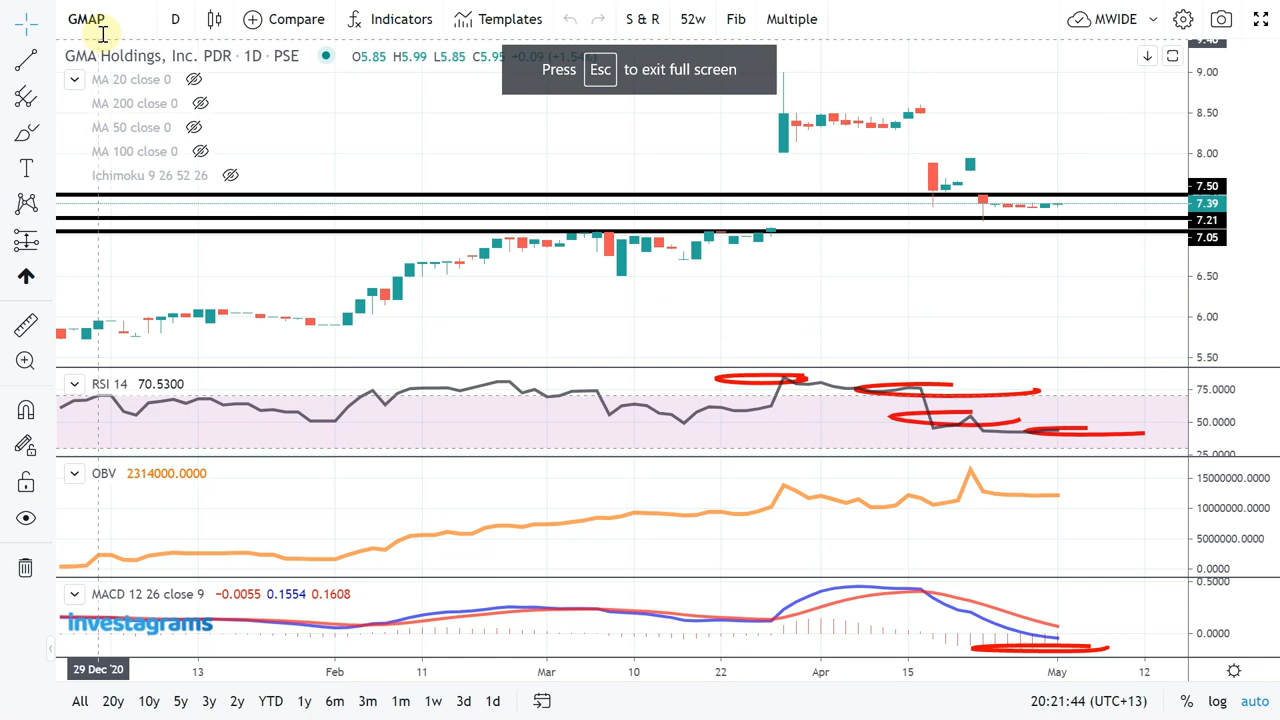 GMAP D Compare Indicators Templates S & R 52w Fib Multiple MWIDE
GMA Holdings, Inc. PDR · 1D · PSE O5.85 H5.99 L5.85 C5.95 +0.09
Press Esc to exit full screen
MA 20 close 0
MA 200 close 0
MA 50 close 0
MA 100 close 0
Ichimoku 9 26 52 26
9.40
9.00
8.50
8.00
7.50
7.39
7.21
7.05
6.50
6.00
5.50
RSI 14 70.5300
75.0000
50.0000
25.0000
OBV 2314000.0000
15000000.0000
10000000.0000
5000000.0000
0.0000
MACD 12 26 close 9 −0.0055 0.1554 0.1608
0.5000
0.0000
Investagrams
29 Dec '20 13 Feb 11 Mar 12 22 Apr 15 May 12
All 20y 10y 5y YTD 3y 2y 1y 6m 3m 1m 1w 3d 1d 20:21:44 (UTC+13) % log auto